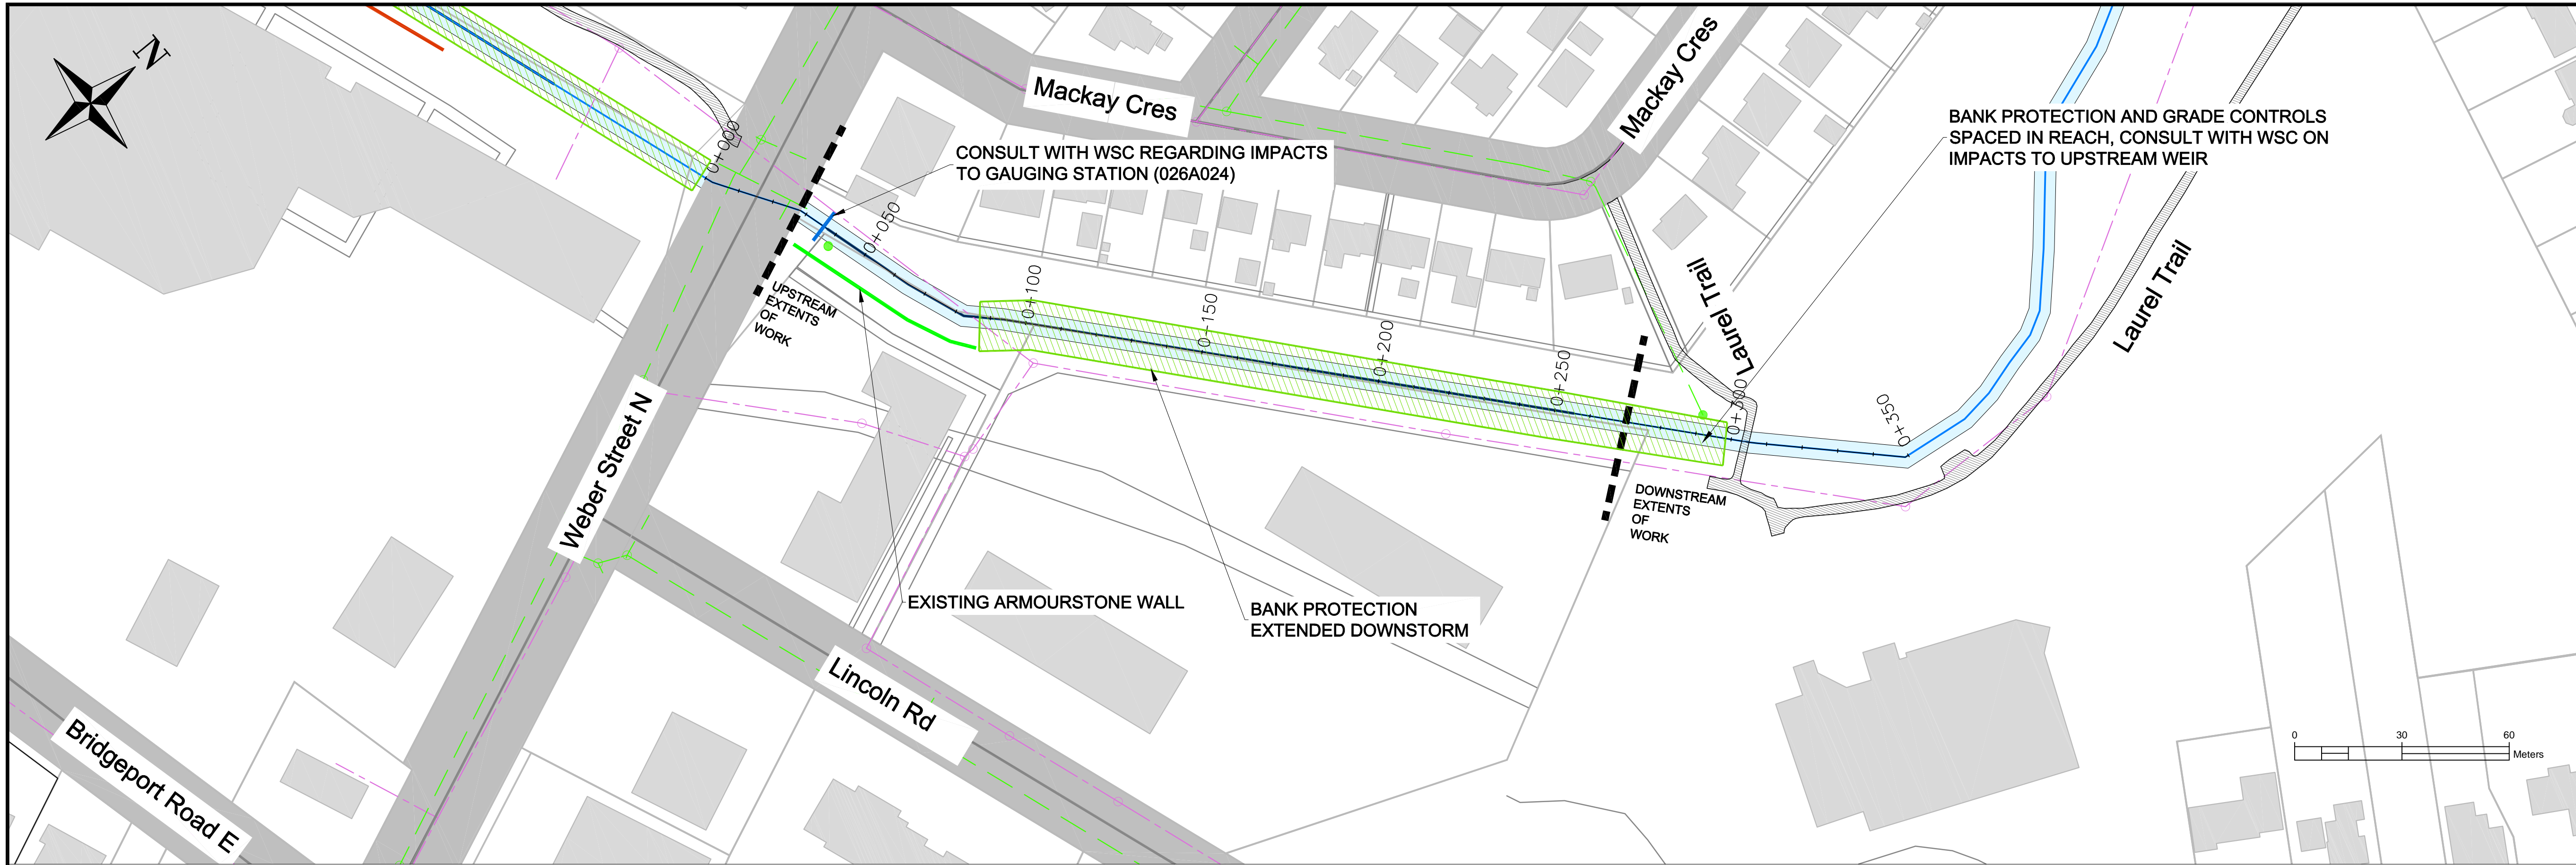 N
Mackay Cres
Mackay Cres
BANK PROTECTION AND GRADE CONTROLS
SPACED IN REACH, CONSULT WITH WSC ON
IMPACTS TO UPSTREAM WEIR
CONSULT WITH WSC REGARDING IMPACTS
TO GAUGING STATION (026A024)
0+000
0+050
0+100
0+150
0+200
0+250
0+300
0+350
UPSTREAM
EXTENTS
OF
WORK
Laurel Trail
Laurel Trail
Weber Street N
DOWNSTREAM
EXTENTS
OF
WORK
EXISTING ARMOURSTONE WALL
BANK PROTECTION
EXTENDED DOWNSTORM
Lincoln Rd
Bridgeport Road E
0 30 60
Meters